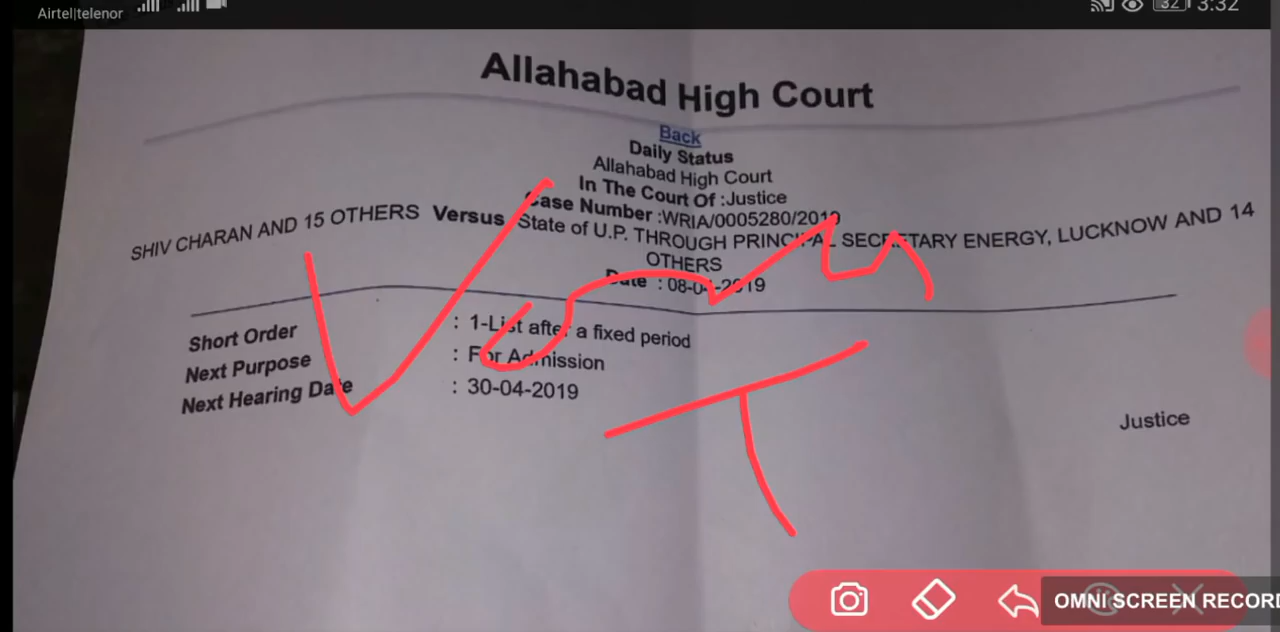 Airtel|telenor 32 3:32
Allahabad High Court
Back
Daily Status
Allahabad High Court
In The Court Of :Justice
Case Number :WRIA/0005280/2019
SHIV CHARAN AND 15 OTHERS Versus State of U.P. THROUGH PRINCIPAL SECRETARY ENERGY, LUCKNOW AND 14
OTHERS
Date : 08-04-2019
Short Order : 1-List after a fixed period
Next Purpose : For Admission
Next Hearing Date : 30-04-2019
Justice
OMNI SCREEN RECORD